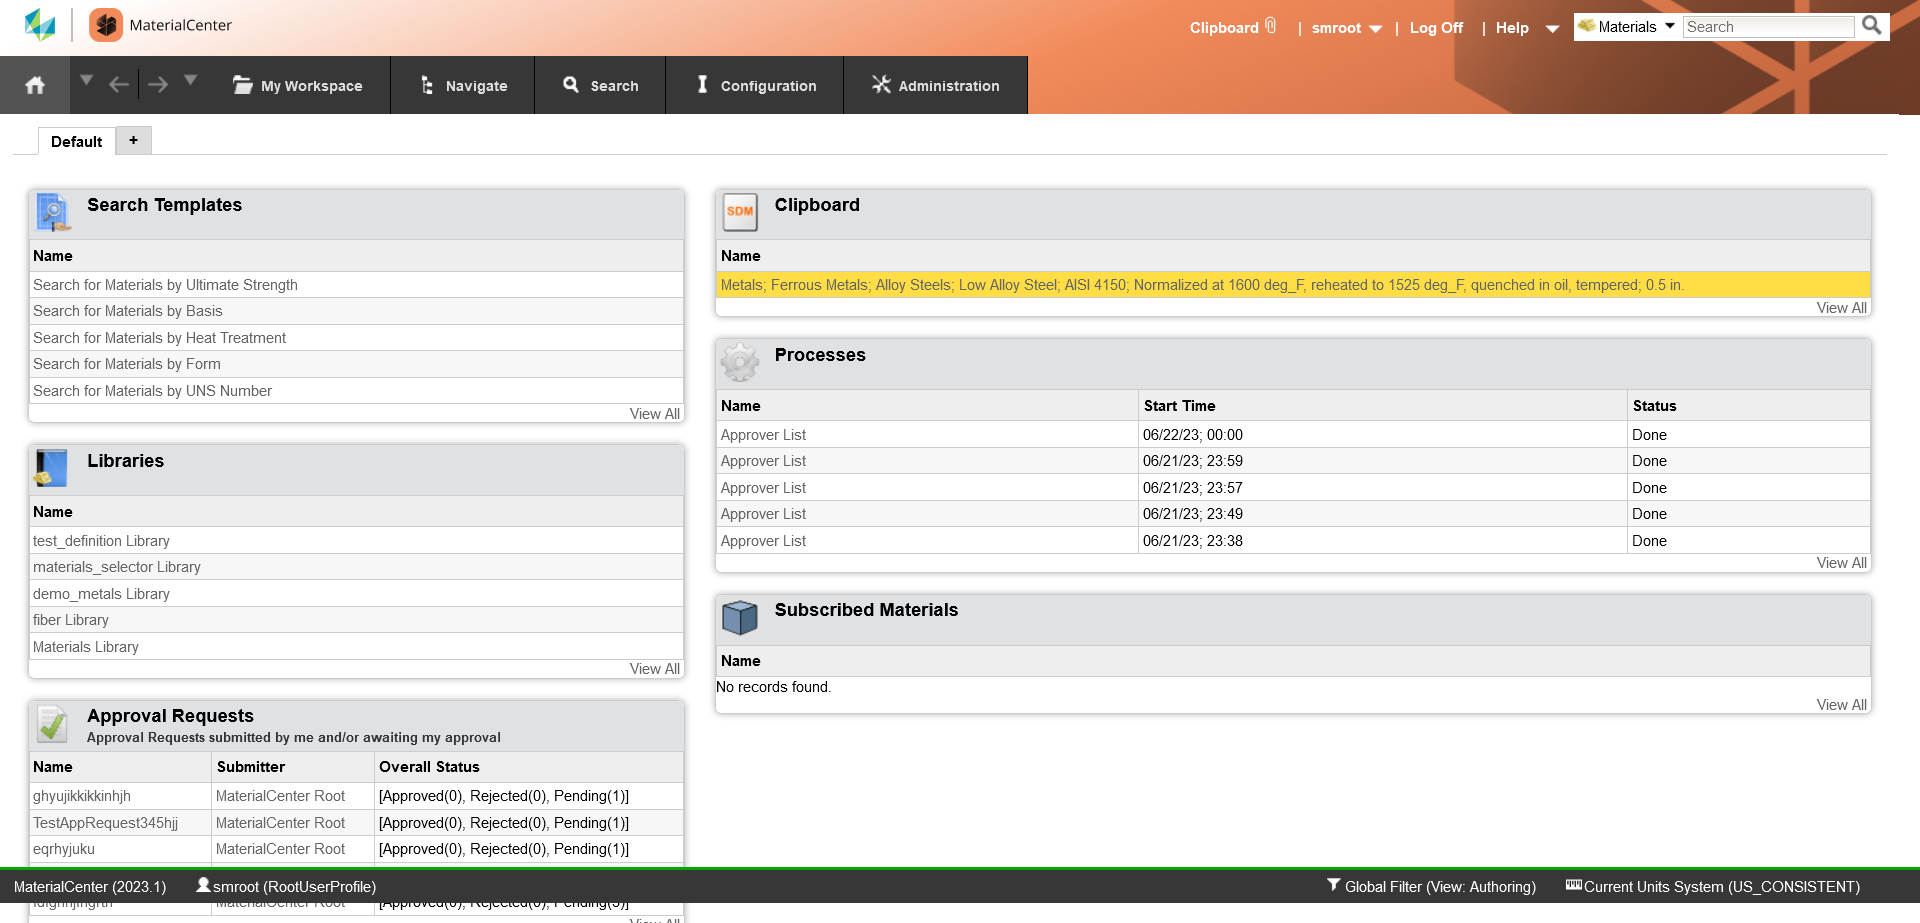 MaterialCenter
Clipboard | smroot | Log Off | Help
Materials Search
My Workspace Navigate Search Configuration Administration
Default +
Search Templates
Name
Search for Materials by Ultimate Strength
Search for Materials by Basis
Search for Materials by Heat Treatment
Search for Materials by Form
Search for Materials by UNS Number
View All
Libraries
Name
test_definition Library
materials_selector Library
demo_metals Library
fiber Library
Materials Library
View All
Approval Requests
Approval Requests submitted by me and/or awaiting my approval
Name Submitter Overall Status
ghyujikkikkinhjh MaterialCenter Root [Approved(0), Rejected(0), Pending(1)]
TestAppRequest345hjj MaterialCenter Root [Approved(0), Rejected(0), Pending(1)]
eqrhyjuku MaterialCenter Root [Approved(0), Rejected(0), Pending(1)]
SDM
Clipboard
Name
Metals; Ferrous Metals; Alloy Steels; Low Alloy Steel; AISI 4150; Normalized at 1600 deg_F, reheated to 1525 deg_F, quenched in oil, tempered; 0.5 in.
View All
Processes
Name Start Time Status
Approver List 06/22/23; 00:00 Done
Approver List 06/21/23; 23:59 Done
Approver List 06/21/23; 23:57 Done
Approver List 06/21/23; 23:49 Done
Approver List 06/21/23; 23:38 Done
View All
Subscribed Materials
Name
No records found.
View All
MaterialCenter (2023.1) smroot (RootUserProfile) Global Filter (View: Authoring) Current Units System (US_CONSISTENT)
MaterialCenter Root [Approved(0), Rejected(0),
View All